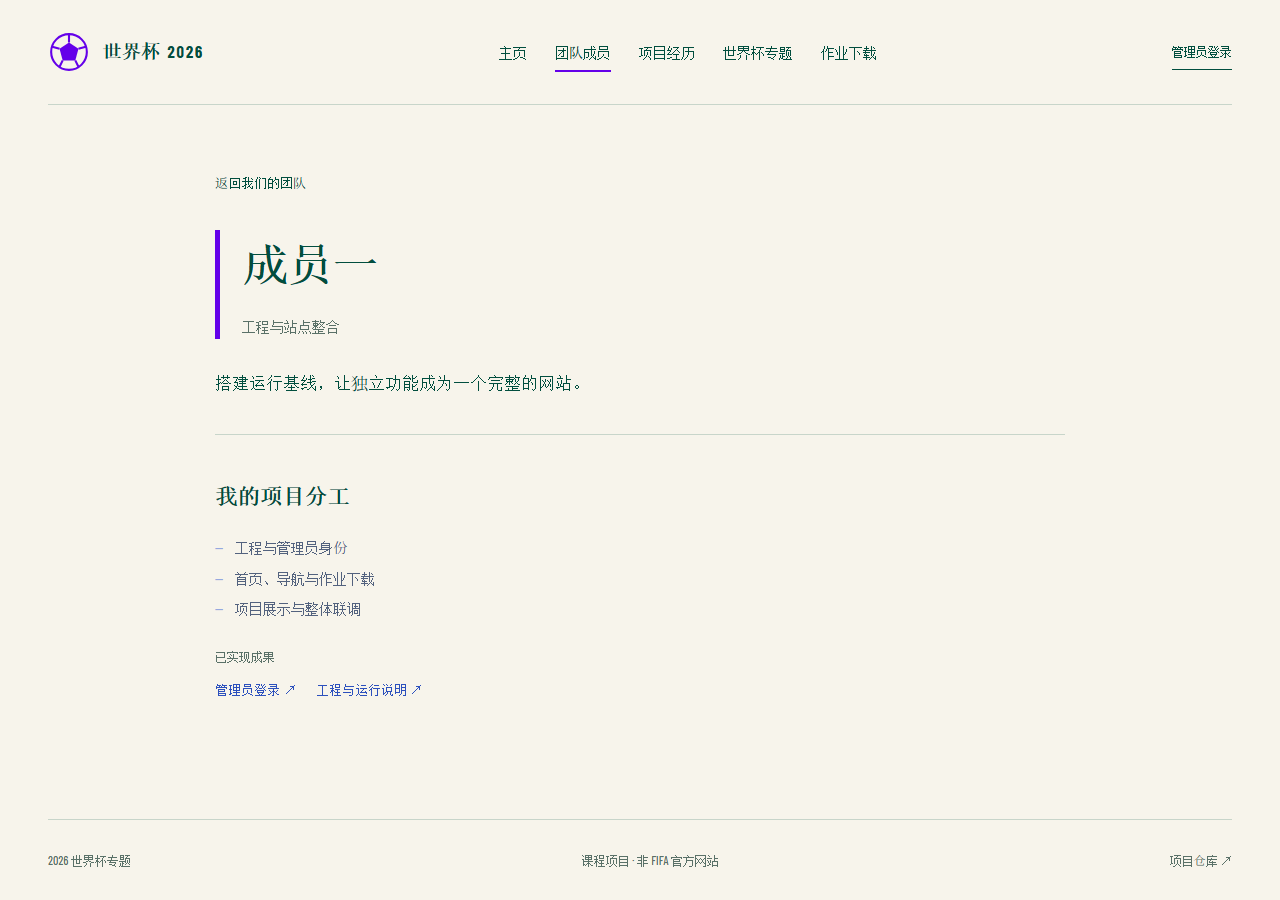 世界杯 2026
主页 团队成员 项目经历 世界杯专题 作业下载
管理员登录
返回我们的团队
成员一
工程与站点整合
搭建运行基线，让独立功能成为一个完整的网站。
我的项目分工
— 工程与管理员身份
— 首页、导航与作业下载
— 项目展示与整体联调
已实现成果
管理员登录 ↗ 工程与运行说明 ↗
2026 世界杯专题
课程项目 · 非 FIFA 官方网站
项目仓库 ↗